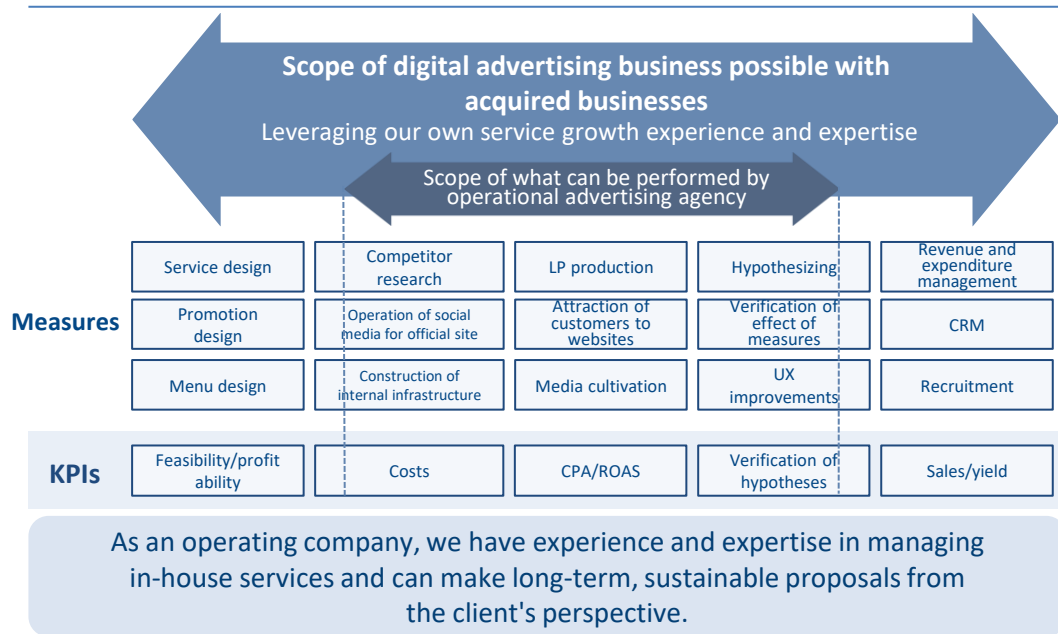 Scope of digital advertising business possible with
acquired businesses
Leveraging our own service growth experience and expertise
Scope of what can be performed by
operational advertising agency
Measures
Service design
Competitor
research
LP production
Hypothesizing
Revenue and
expenditure
management
Promotion
design
Operation of social
media for official site
Attraction of
customers to
websites
Verification of
effect of
measures
CRM
Menu design
Construction of
internal infrastructure
Media cultivation
UX
improvements
Recruitment
KPIs
Feasibility/profit
ability
Costs
CPA/ROAS
Verification of
hypotheses
Sales/yield
As an operating company, we have experience and expertise in managing
in-house services and can make long-term, sustainable proposals from
the client's perspective.